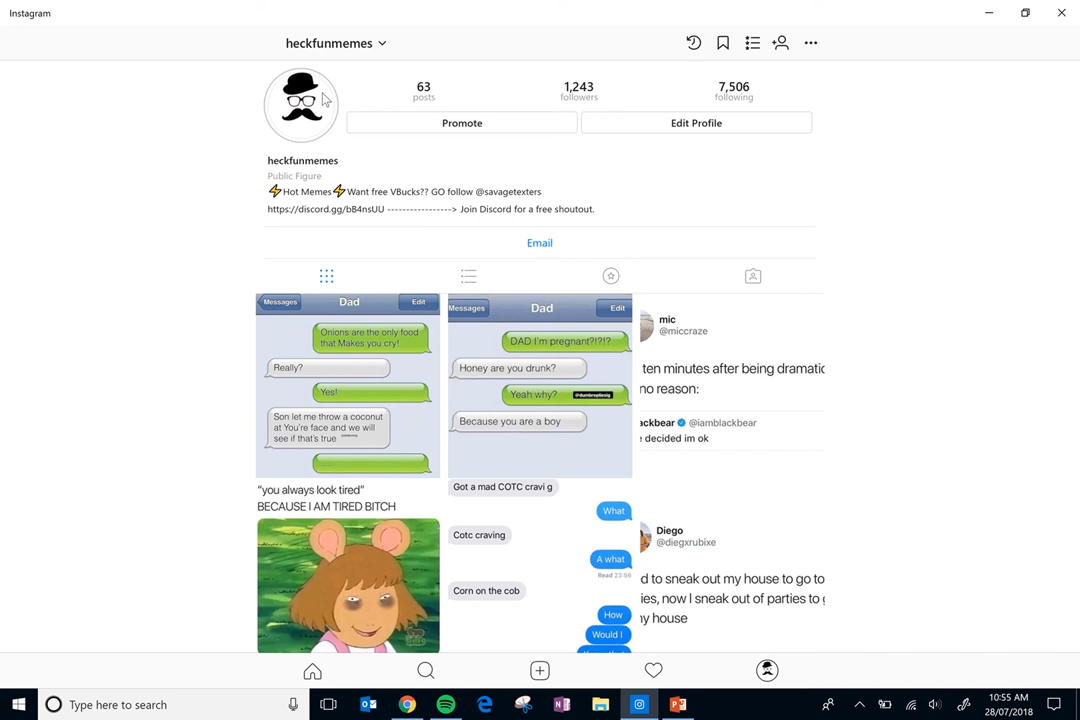 Instagram
heckfunmemes
63
posts
1,243
followers
7,506
following
Promote
Edit Profile
heckfunmemes
Public Figure
⚡Hot Memes⚡Want free VBucks?? GO follow @savagetexters
https://discord.gg/bB4nsUU -----------------> Join Discord for a free shoutout.
Email
Messages
Dad
Edit
Onions are the only food
that Makes you cry!
Really?
Yes!
Son let me throw a coconut
at You're face and we will
see if that's true
Messages
Dad
Edit
DAD I'm pregnant?!?!?
Honey are you drunk?
Yeah why?
@dumbrepliesig
Because you are a boy
mic
@miccraze
ten minutes after being dramatic
no reason:
ackbear @iamblackbear
decided im ok
“you always look tired”
BECAUSE I AM TIRED BITCH
Got a mad COTC cravi g
What
Cotc craving
A what
Read 23:56
Corn on the cob
How
Would I
Diego
@diegxrubixe
d to sneak out my house to go to
ies, now I sneak out of parties to g
y house
Type here to search
10:55 AM
28/07/2018